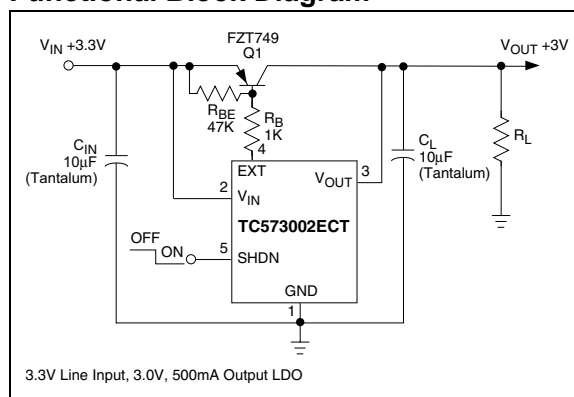 Functional Block Diagram
V_IN +3.3V
FZT749
Q1
V_OUT +3V
R_BE
47K
R_B
1K
C_IN
10µF
(Tantalum)
C_L
10µF
(Tantalum)
R_L
4
EXT
2
V_IN
V_OUT
3
TC573002ECT
OFF
ON
5
SHDN
GND
1
3.3V Line Input, 3.0V, 500mA Output LDO